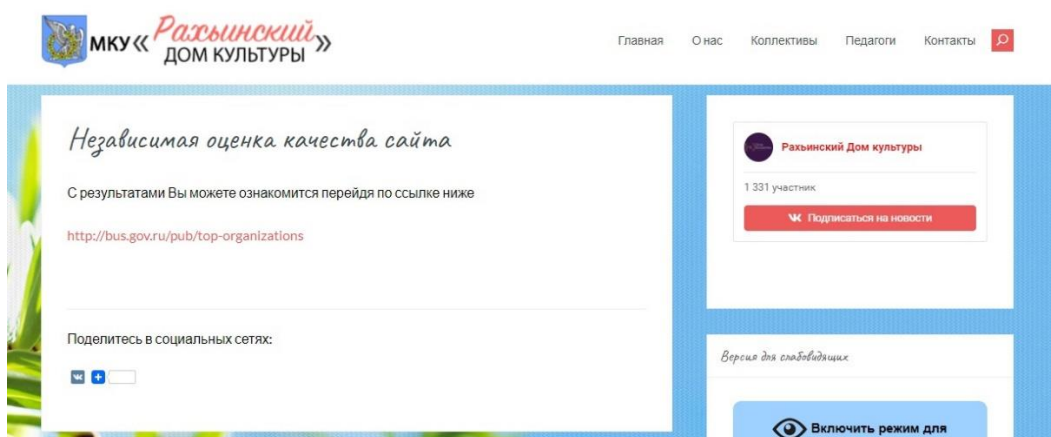 МКУ «Рахьинский»
ДОМ КУЛЬТУРЫ
Главная О нас Коллективы Педагоги Контакты
Независимая оценка качества сайта
С результатами Вы можете ознакомится перейдя по ссылке ниже
http://bus.gov.ru/pub/top-organizations
Поделитесь в социальных сетях:
Рахьинский Дом культуры
1 331 участник
Подписаться на новости
Версия для слабовидящих
Включить режим для